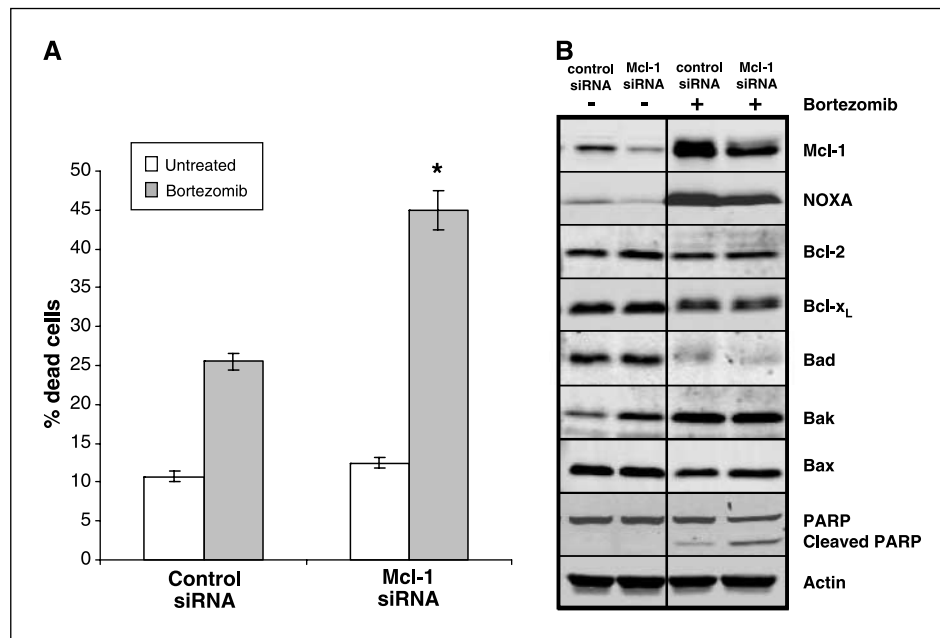 A
Untreated
Bortezomib
50
45
40
35
30
25
20
15
10
5
0
% dead cells
*
Control
siRNA
Mcl-1
siRNA
B
control
siRNA
Mcl-1
siRNA
control
siRNA
Mcl-1
siRNA
- - + + Bortezomib
Mcl-1
NOXA
Bcl-2
Bcl-xL
Bad
Bak
Bax
PARP
Cleaved PARP
Actin